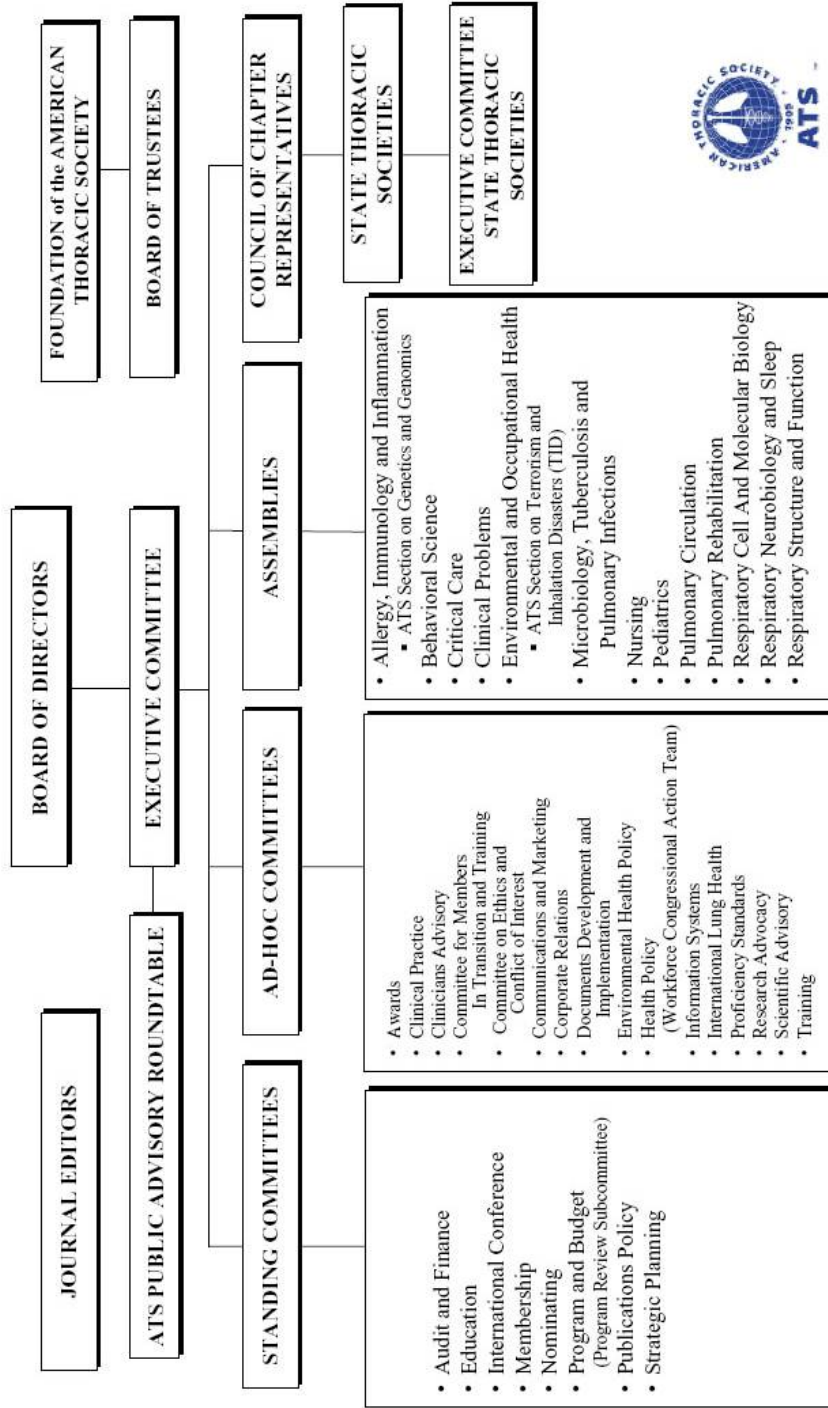 JOURNAL EDITORS
BOARD OF DIRECTORS
FOUNDATION of the AMERICAN
THORACIC SOCIETY
ATS PUBLIC ADVISORY ROUNDTABLE
EXECUTIVE COMMITTEE
BOARD OF TRUSTEES
STANDING COMMITTEES
AD-HOC COMMITTEES
ASSEMBLIES
COUNCIL OF CHAPTER
REPRESENTATIVES
• Audit and Finance
• Education
• International Conference
• Membership
• Nominating
• Program and Budget
(Program Review Subcommittee)
• Publications Policy
• Strategic Planning
• Awards
• Clinical Practice
• Clinicians Advisory
• Committee for Members
In Transition and Training
• Committee on Ethics and
Conflict of Interest
• Communications and Marketing
• Corporate Relations
• Documents Development and
Implementation
• Environmental Health Policy
• Health Policy
(Workforce Congressional Action Team)
• Information Systems
• International Lung Health
• Proficiency Standards
• Research Advocacy
• Scientific Advisory
• Training
• Allergy, Immunology and Inflammation
▪ ATS Section on Genetics and Genomics
• Behavioral Science
• Critical Care
• Clinical Problems
• Environmental and Occupational Health
▪ ATS Section on Terrorism and
Inhalation Disasters (TID)
• Microbiology, Tuberculosis and
Pulmonary Infections
• Nursing
• Pediatrics
• Pulmonary Circulation
• Pulmonary Rehabilitation
• Respiratory Cell And Molecular Biology
• Respiratory Neurobiology and Sleep
• Respiratory Structure and Function
STATE THORACIC
SOCIETIES
EXECUTIVE COMMITTEE
STATE THORACIC
SOCIETIES
AMERICAN THORACIC SOCIETY
1905
ATS